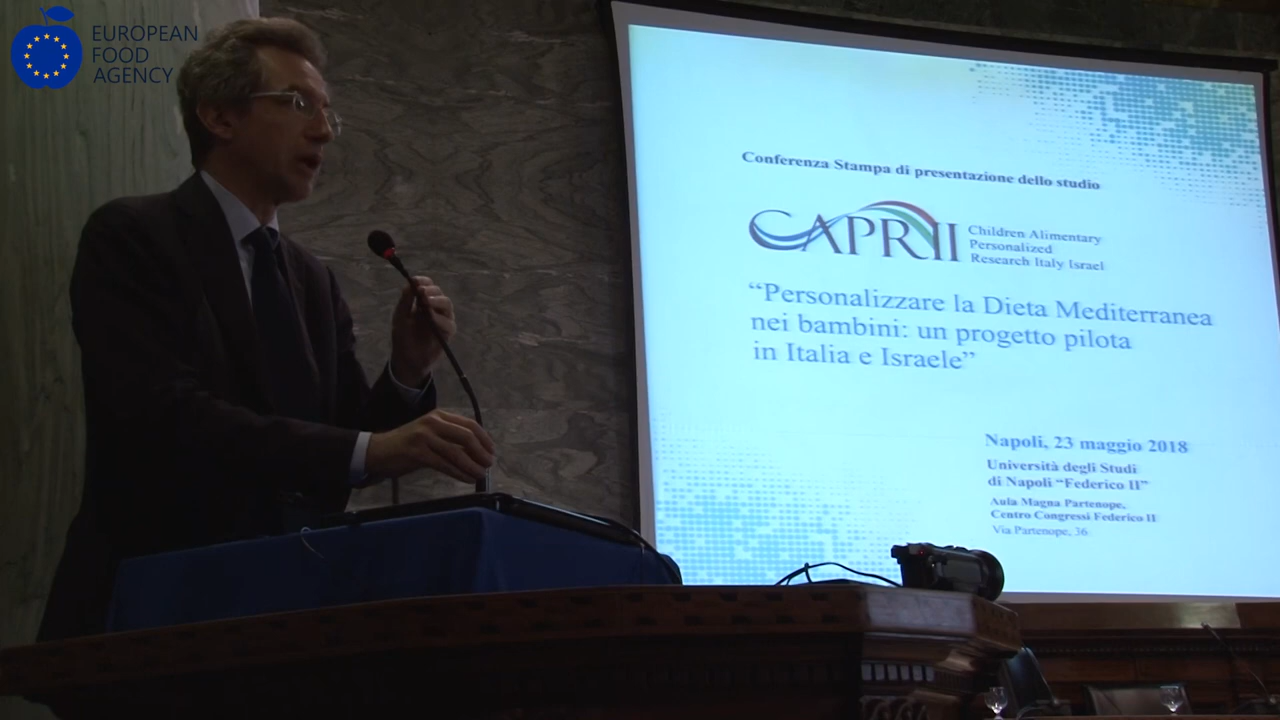 EUROPEAN
FOOD
AGENCY
Conferenza Stampa di presentazione dello studio
CAPRII
Children Alimentary
Personalized
Research Italy Israel
“Personalizzare la Dieta Mediterranea
nei bambini: un progetto pilota
in Italia e Israele”
Napoli, 23 maggio 2018
Università degli Studi
di Napoli “Federico II”
Aula Magna Partenope,
Centro Congressi Federico II
Via Partenope, 36